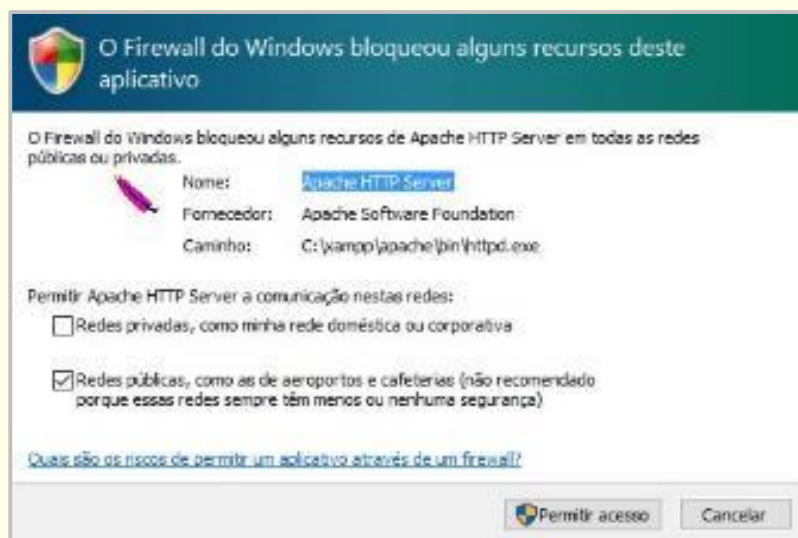 O Firewall do Windows bloqueou alguns recursos deste
aplicativo
O Firewall do Windows bloqueou alguns recursos de Apache HTTP Server em todas as redes
públicas ou privadas.
Nome: Apache HTTP Server
Fornecedor: Apache Software Foundation
Caminho: C:\xampp\apache\bin\httpd.exe
Permitir Apache HTTP Server a comunicação nestas redes:
Redes privadas, como minha rede doméstica ou corporativa
Redes públicas, como as de aeroportos e cafeterias (não recomendado
porque essas redes sempre têm menos ou nenhuma segurança)
Quais são os riscos de permitir um aplicativo através de um firewall?
Permitir acesso Cancelar